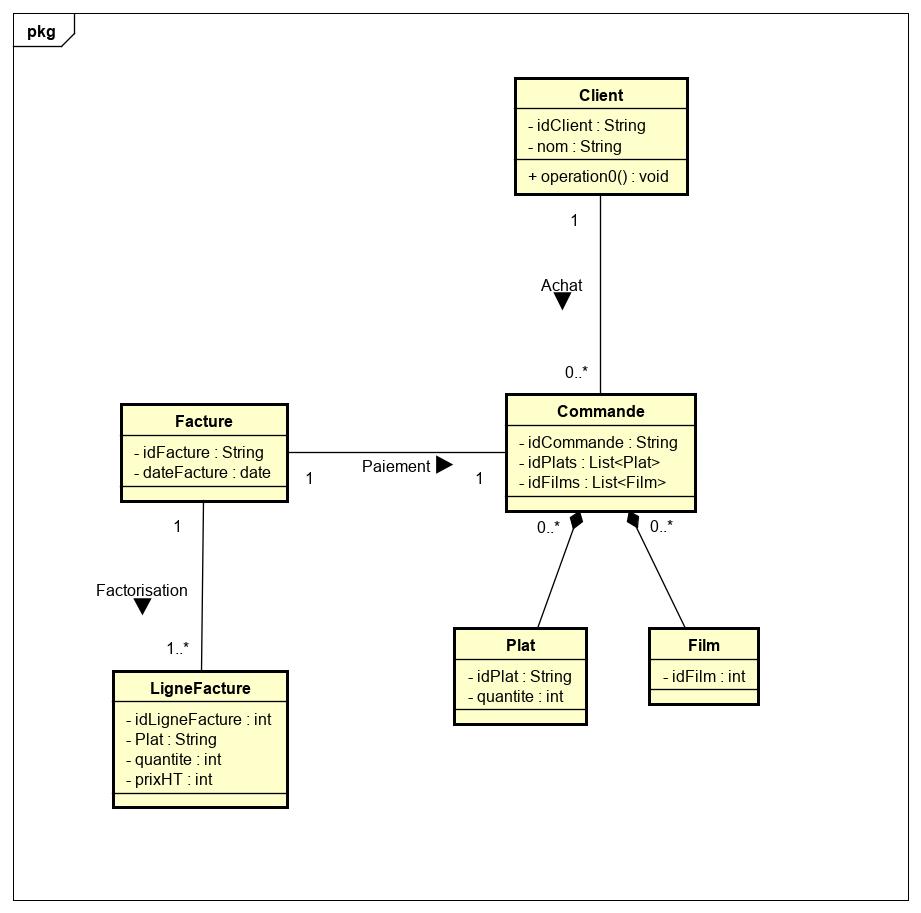 pkg
Client
- idClient : String
- nom : String
+ operation0() : void
1
Achat
0..*
Facture
- idFacture : String
- dateFacture : date
1
Paiement
1
Commande
- idCommande : String
- idPlats : List<Plat>
- idFilms : List<Film>
0..*
0..*
1
Factorisation
1..*
LigneFacture
- idLigneFacture : int
- Plat : String
- quantite : int
- prixHT : int
Plat
- idPlat : String
- quantite : int
Film
- idFilm : int